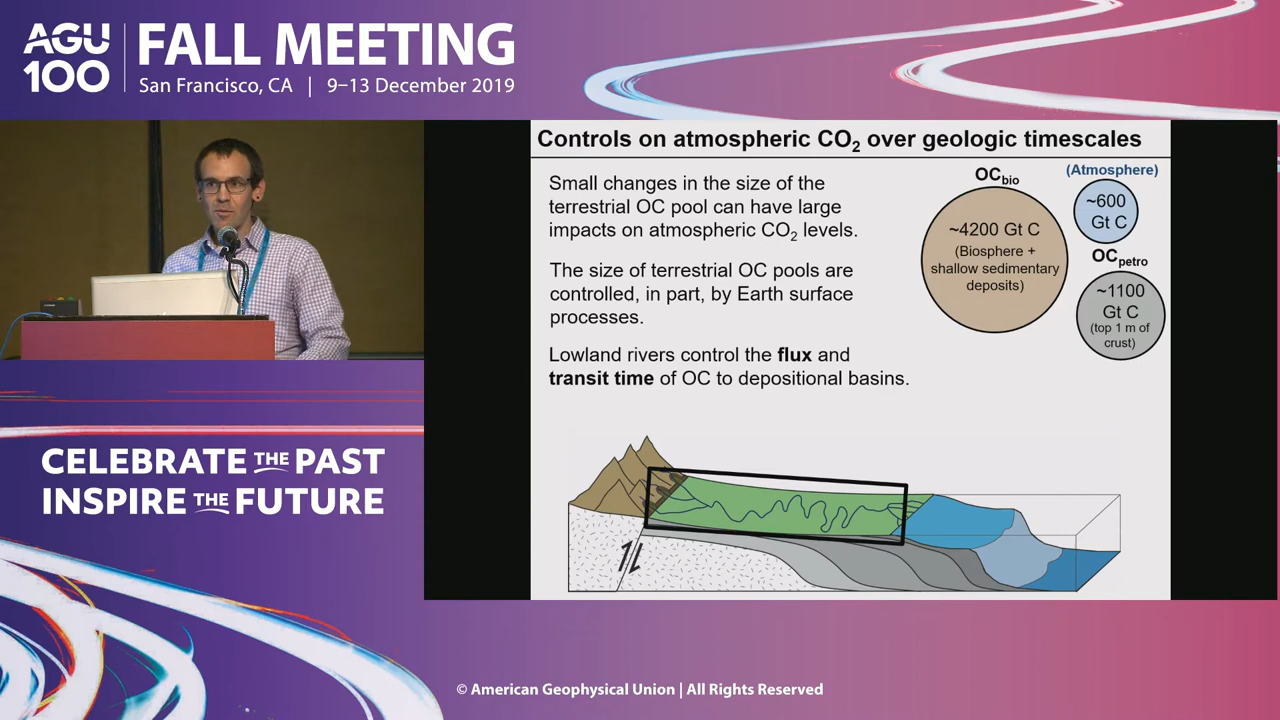 AGU
100
FALL MEETING
San Francisco, CA | 9–13 December 2019
Controls on atmospheric CO₂ over geologic timescales
Small changes in the size of the
terrestrial OC pool can have large
impacts on atmospheric CO₂ levels.
The size of terrestrial OC pools are
controlled, in part, by Earth surface
processes.
Lowland rivers control the flux and
transit time of OC to depositional basins.
OCbio
~4200 Gt C
(Biosphere +
shallow sedimentary
deposits)
(Atmosphere)
~600
Gt C
OCpetro
~1100
Gt C
(top 1 m of
crust)
CELEBRATE THE PAST
INSPIRE THE FUTURE
© American Geophysical Union | All Rights Reserved